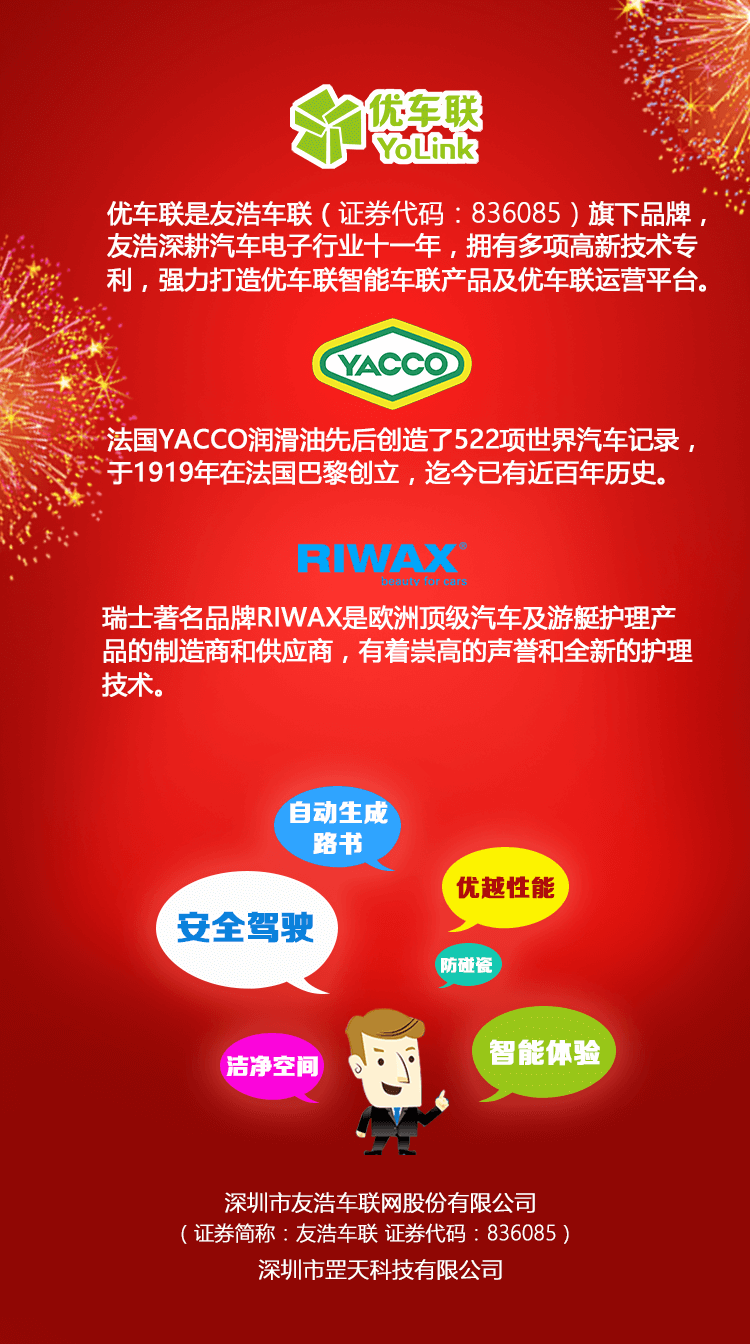 优车联
YoLink
优车联是友浩车联（证券代码：836085）旗下品牌，
友浩深耕汽车电子行业十一年，拥有多项高新技术专
利，强力打造优车联智能车联产品及优车联运营平台。
YACCO
法国YACCO润滑油先后创造了522项世界汽车记录，
于1919年在法国巴黎创立，迄今已有近百年历史。
RIWAX®
beauty for cars
瑞士著名品牌RIWAX是欧洲顶级汽车及游艇护理产
品的制造商和供应商，有着崇高的声誉和全新的护理
技术。
自动生成
路书
优越性能
安全驾驶
防碰瓷
智能体验
洁净空间
深圳市友浩车联网股份有限公司
（证券简称：友浩车联 证券代码：836085）
深圳市罡天科技有限公司